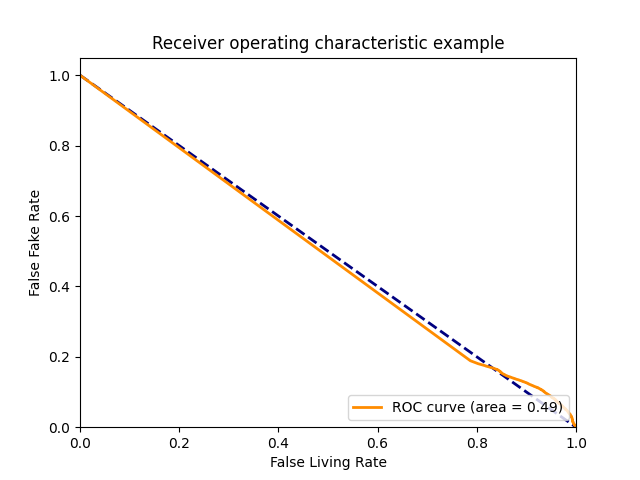 Receiver operating characteristic example
1.0
0.8
0.6
0.4
0.2
0.0
False Fake Rate
ROC curve (area = 0.49)
0.0 0.2 0.4 0.6 0.8 1.0
False Living Rate